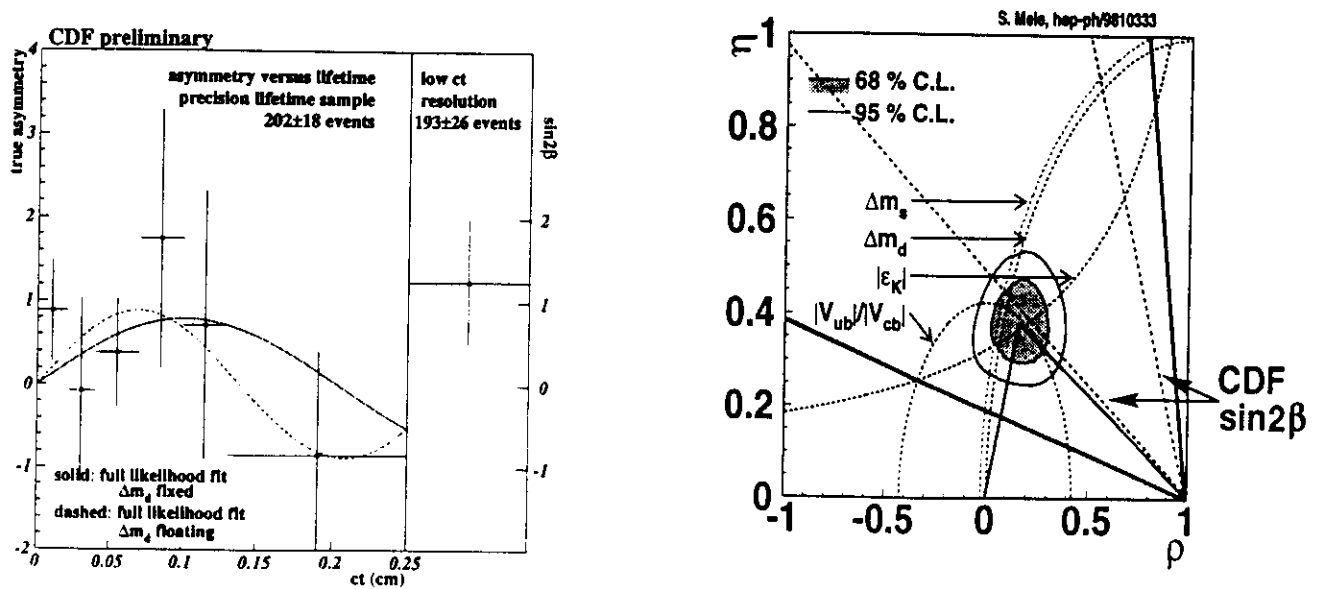 CDF preliminary
true asymmetry
4
3
2
1
0
-1
-2
asymmetry versus lifetime
precision lifetime sample
202±18 events
low ct
resolution
193±26 events
sin2β
2
1
0
-1
solid: full likelihood fit
Δm_d fixed
dashed: full likelihood fit
Δm_d floating
0 0.05 0.1 0.15 0.2 0.25
ct (cm)
S. Mele, hep-ph/9810333
η
1
0.8
0.6
0.4
0.2
0
68 % C.L.
95 % C.L.
Δm_s
Δm_d
|ε_K|
|V_ub|/|V_cb|
CDF
sin2β
-1 -0.5 0 0.5 1
ρ